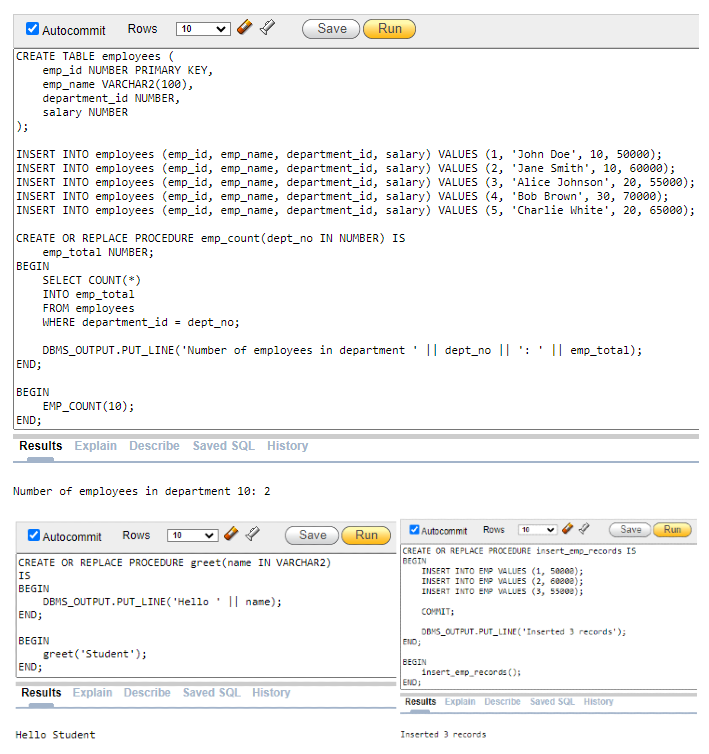 Autocommit Rows 10 Save Run
CREATE TABLE employees (
    emp_id NUMBER PRIMARY KEY,
    emp_name VARCHAR2(100),
    department_id NUMBER,
    salary NUMBER
);

INSERT INTO employees (emp_id, emp_name, department_id, salary) VALUES (1, 'John Doe', 10, 50000);
INSERT INTO employees (emp_id, emp_name, department_id, salary) VALUES (2, 'Jane Smith', 10, 60000);
INSERT INTO employees (emp_id, emp_name, department_id, salary) VALUES (3, 'Alice Johnson', 20, 55000);
INSERT INTO employees (emp_id, emp_name, department_id, salary) VALUES (4, 'Bob Brown', 30, 70000);
INSERT INTO employees (emp_id, emp_name, department_id, salary) VALUES (5, 'Charlie White', 20, 65000);

CREATE OR REPLACE PROCEDURE emp_count(dept_no IN NUMBER) IS
    emp_total NUMBER;
BEGIN
    SELECT COUNT(*)
    INTO emp_total
    FROM employees
    WHERE department_id = dept_no;

    DBMS_OUTPUT.PUT_LINE('Number of employees in department ' || dept_no || ': ' || emp_total);
END;

BEGIN
    EMP_COUNT(10);
END;
Results Explain Describe Saved SQL History
Number of employees in department 10: 2
Autocommit Rows 10 Save Run
CREATE OR REPLACE PROCEDURE greet(name IN VARCHAR2)
IS
BEGIN
    DBMS_OUTPUT.PUT_LINE('Hello ' || name);
END;

BEGIN
    greet('Student');
END;
Results Explain Describe Saved SQL History
Hello Student
Autocommit Rows 10 Save Run
CREATE OR REPLACE PROCEDURE insert_emp_records IS
BEGIN
    INSERT INTO EMP VALUES (1, 50000);
    INSERT INTO EMP VALUES (2, 60000);
    INSERT INTO EMP VALUES (3, 55000);

    COMMIT;

    DBMS_OUTPUT.PUT_LINE('Inserted 3 records');
END;

BEGIN
    insert_emp_records();
END;
Results Explain Describe Saved SQL History
Inserted 3 records